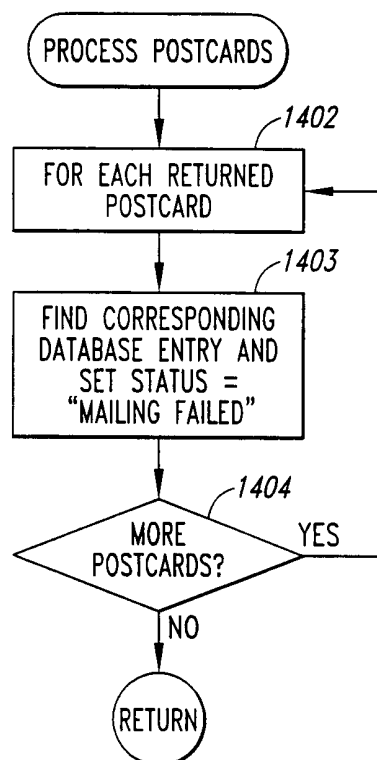 PROCESS POSTCARDS
1402
FOR EACH RETURNED
POSTCARD
1403
FIND CORRESPONDING
DATABASE ENTRY AND
SET STATUS =
"MAILING FAILED"
1404
MORE
POSTCARDS?
YES
NO
RETURN